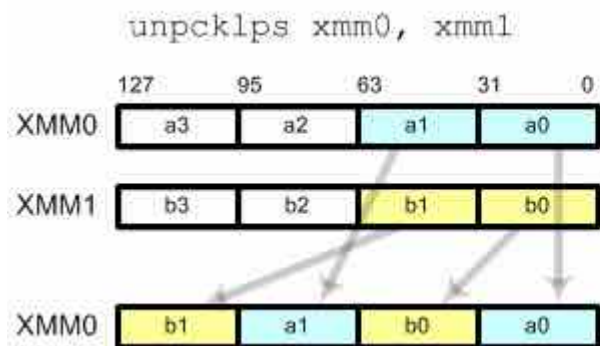 unpcklps xmm0, xmm1
127 95 63 31 0
XMM0 a3 a2 a1 a0
XMM1 b3 b2 b1 b0
XMM0 b1 a1 b0 a0